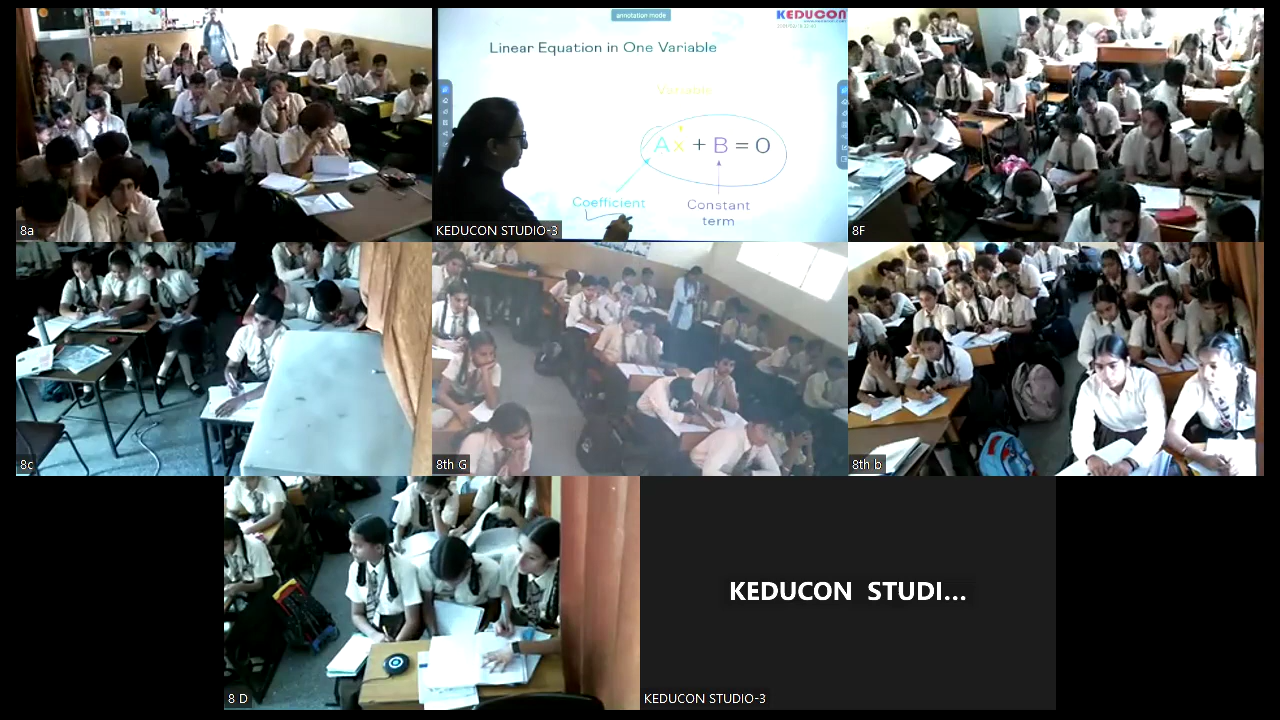 annotation mode
KEDUCON
Linear Equation in One Variable
Variable
Ax + B = 0
Coefficient
Constant
term
8a
KEDUCON STUDIO-3
8F
8c
8th G
8th b
8 D
KEDUCON STUDI...
KEDUCON STUDIO-3